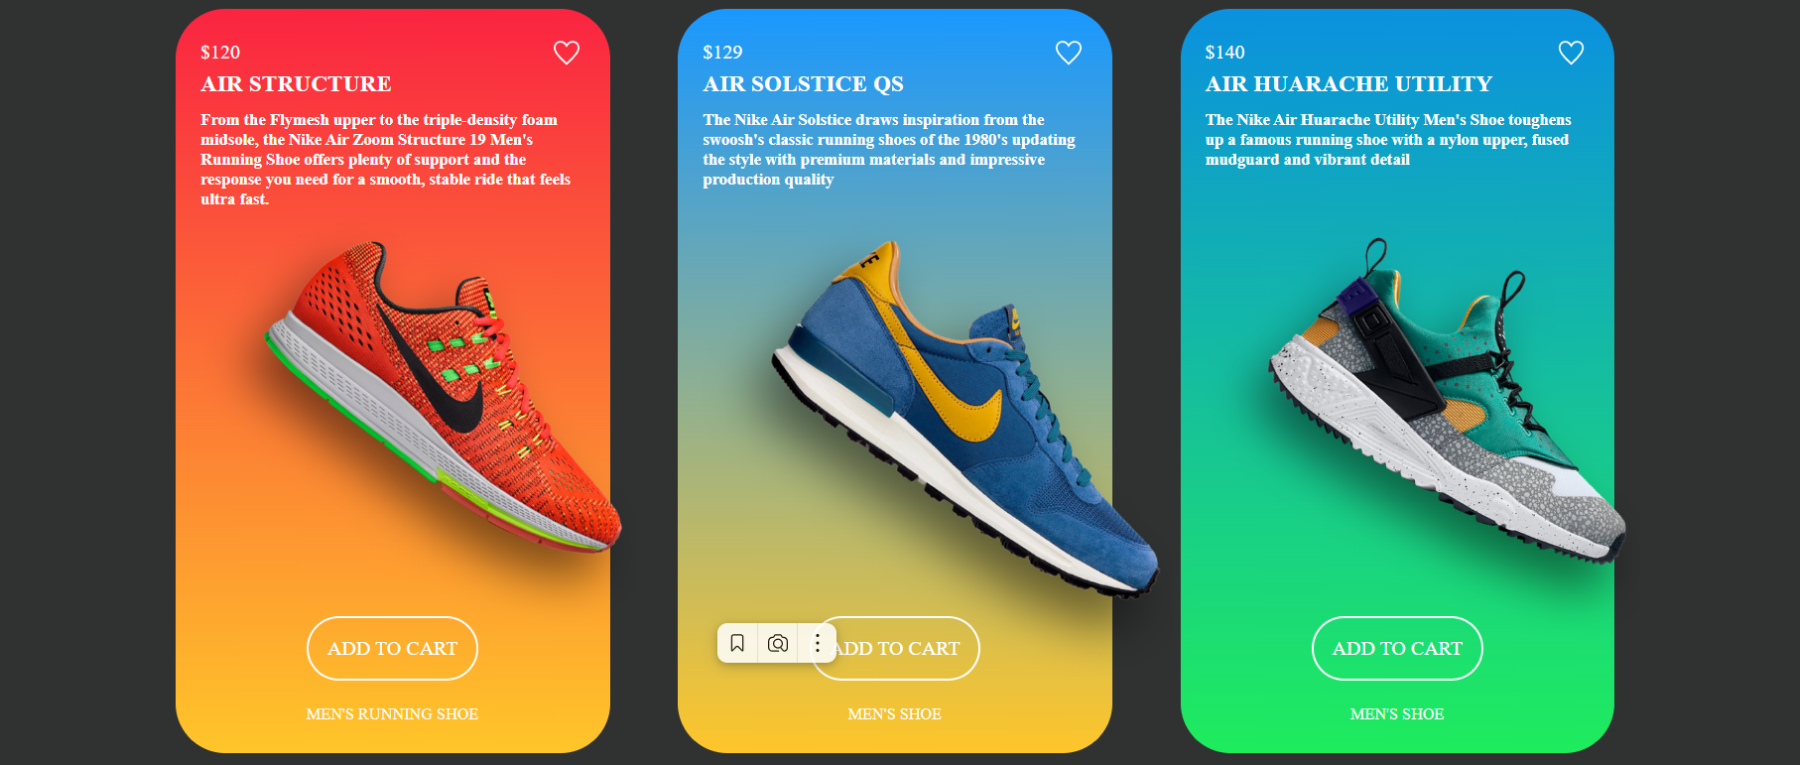 $120
AIR STRUCTURE
From the Flymesh upper to the triple-density foam
midsole, the Nike Air Zoom Structure 19 Men's
Running Shoe offers plenty of support and the
response you need for a smooth, stable ride that feels
ultra fast.
ADD TO CART
MEN'S RUNNING SHOE
$129
AIR SOLSTICE QS
The Nike Air Solstice draws inspiration from the
swoosh's classic running shoes of the 1980's updating
the style with premium materials and impressive
production quality
ADD TO CART
MEN'S SHOE
$140
AIR HUARACHE UTILITY
The Nike Air Huarache Utility Men's Shoe toughens
up a famous running shoe with a nylon upper, fused
mudguard and vibrant detail
ADD TO CART
MEN'S SHOE